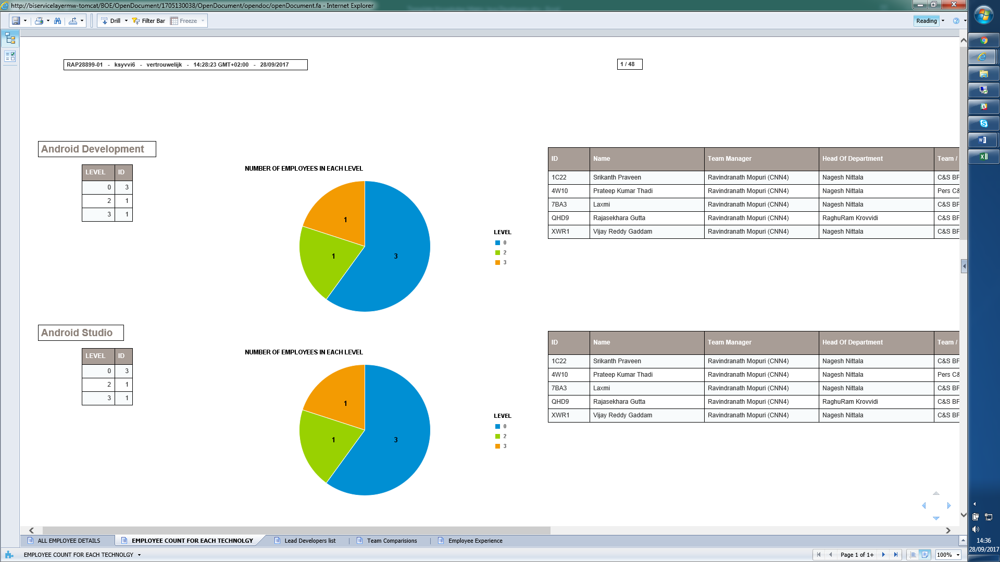 http://biservicelayermw-tomcat/BOE/OpenDocument/1705130038/OpenDocument/opendoc/openDocument.fa - Internet Explorer
Drill Filter Bar Freeze Reading
RAP28899-01 - ksyvvi6 - vertrouwelijk - 14:28:23 GMT+02:00 - 28/09/2017
1 / 48
Android Development
LEVEL ID
0 3
2 1
3 1
NUMBER OF EMPLOYEES IN EACH LEVEL
1
1
3
LEVEL
0
2
3
ID Name Team Manager Head Of Department Team /
1C22 Srikanth Praveen Ravindranath Mopuri (CNN4) Nagesh Nittala C&S BF
4W10 Prateep Kumar Thadi Ravindranath Mopuri (CNN4) Nagesh Nittala Pers C&
7BA3 Laxmi Ravindranath Mopuri (CNN4) Nagesh Nittala C&S BF
QHD9 Rajasekhara Gutta Ravindranath Mopuri (CNN4) RaghuRam Krovvidi C&S BF
XWR1 Vijay Reddy Gaddam Ravindranath Mopuri (CNN4) Nagesh Nittala C&S BF
Android Studio
LEVEL ID
0 3
2 1
3 1
NUMBER OF EMPLOYEES IN EACH LEVEL
1
1
3
LEVEL
0
2
3
ID Name Team Manager Head Of Department Team /
1C22 Srikanth Praveen Ravindranath Mopuri (CNN4) Nagesh Nittala C&S BF
4W10 Prateep Kumar Thadi Ravindranath Mopuri (CNN4) Nagesh Nittala Pers C&
7BA3 Laxmi Ravindranath Mopuri (CNN4) Nagesh Nittala C&S BF
QHD9 Rajasekhara Gutta Ravindranath Mopuri (CNN4) RaghuRam Krovvidi C&S BF
XWR1 Vijay Reddy Gaddam Ravindranath Mopuri (CNN4) Nagesh Nittala C&S BF
ALL EMPLOYEE DETAILS EMPLOYEE COUNT FOR EACH TECHNOLGY Lead Developers list Team Comparisions Employee Experience
EMPLOYEE COUNT FOR EACH TECHNOLGY Page 1 of 1+ 100%
14:36
28/09/2017